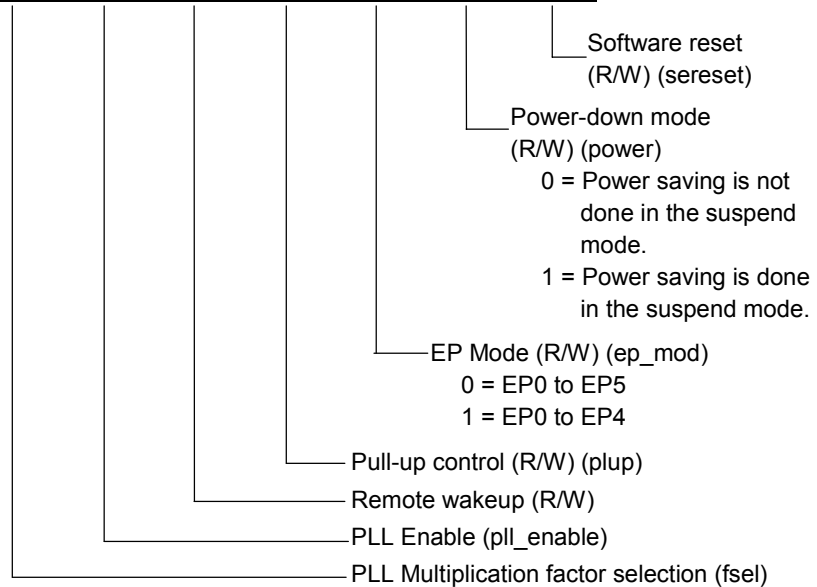 Software reset
(R/W) (sereset)
Power-down mode
(R/W) (power)
0 = Power saving is not
done in the suspend
mode.
1 = Power saving is done
in the suspend mode.
EP Mode (R/W) (ep_mod)
0 = EP0 to EP5
1 = EP0 to EP4
Pull-up control (R/W) (plup)
Remote wakeup (R/W)
PLL Enable (pll_enable)
PLL Multiplication factor selection (fsel)